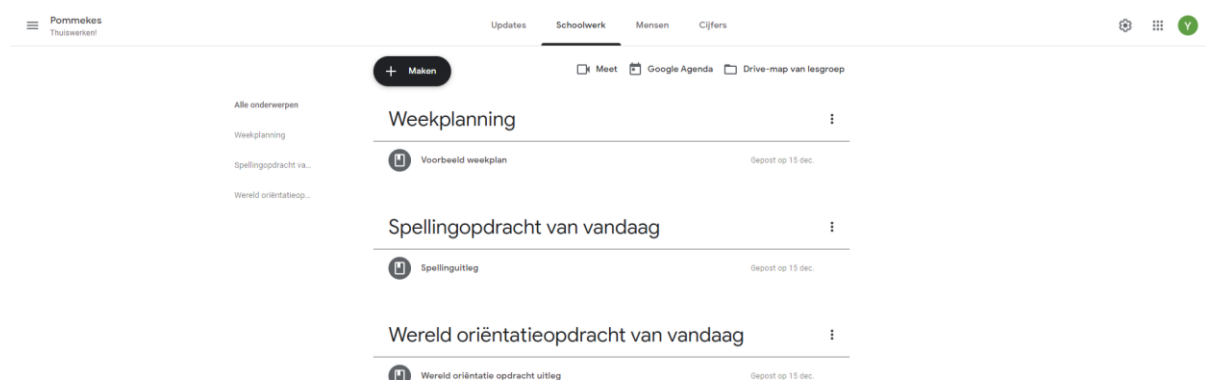 Pommekes
Thuiswerken!
Updates Schoolwerk Mensen Cijfers
Y
+ Maken
Meet Google Agenda Drive-map van lesgroep
Alle onderwerpen
Weekplanning
Spellingopdracht va...
Wereld oriëntatieop...
Weekplanning
Voorbeeld weekplan Gepost op 15 dec.
Spellingopdracht van vandaag
Spellinguitleg Gepost op 15 dec.
Wereld oriëntatieopdracht van vandaag
Wereld oriëntatie opdracht uitleg Gepost op 15 dec.